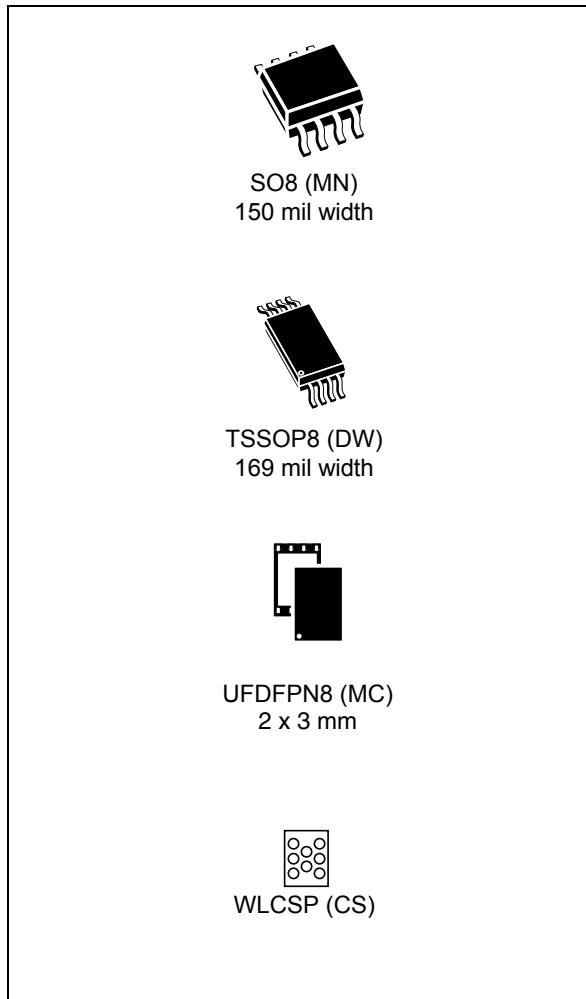 SO8 (MN)
150 mil width
TSSOP8 (DW)
169 mil width
UFDFPN8 (MC)
2 x 3 mm
WLCSP (CS)